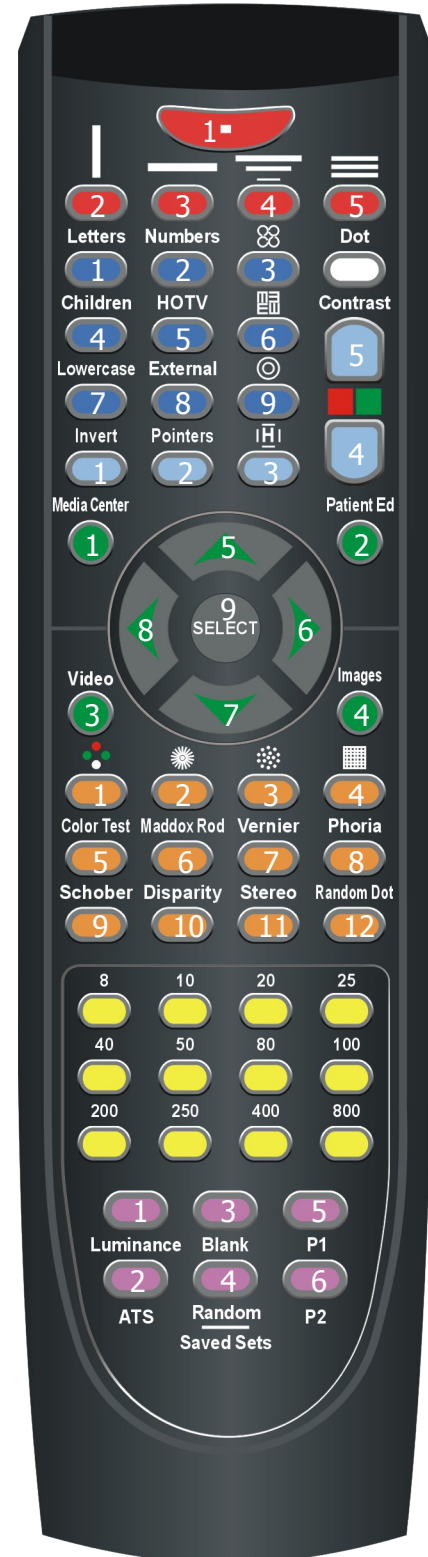 1
2 3 4 5
Letters Numbers Dot
1 2 3
Children HOTV Contrast
4 5 6 5
Lowercase External
7 8 9
Invert Pointers H
1 2 3 4
Media Center Patient Ed
1 5 2
8 9 6
SELECT
Video 7 Images
3 4
1 2 3 4
Color Test Maddox Rod Vernier Phoria
5 6 7 8
Schober Disparity Stereo Random Dot
9 10 11 12
8 10 20 25
40 50 80 100
200 250 400 800
1 3 5
Luminance Blank P1
2 4 6
ATS Random P2
Saved Sets